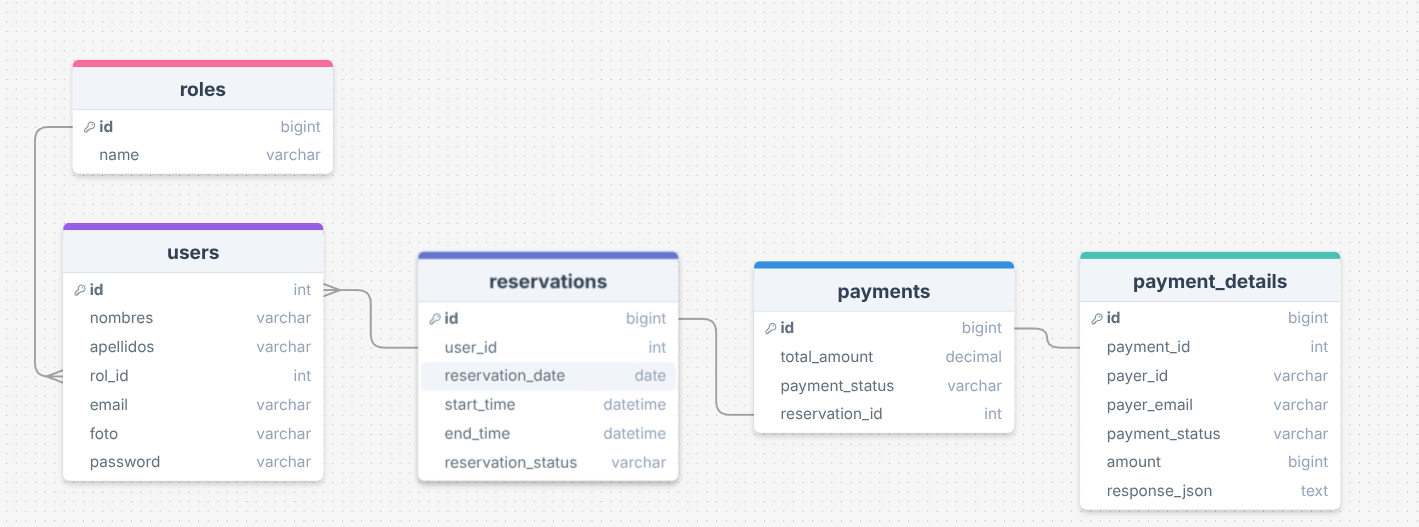 roles
id bigint
name varchar
users
id int
nombres varchar
apellidos varchar
rol_id int
email varchar
foto varchar
password varchar
reservations
id bigint
user_id int
reservation_date date
start_time datetime
end_time datetime
reservation_status varchar
payments
id bigint
total_amount decimal
payment_status varchar
reservation_id int
payment_details
id bigint
payment_id int
payer_id varchar
payer_email varchar
payment_status varchar
amount bigint
response_json text